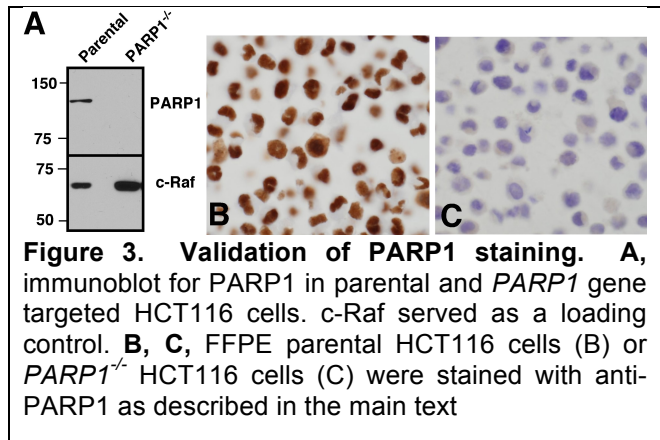 A
Parental
PARP1-/-
150
PARP1
75
75
c-Raf
50
B
C
Figure 3. Validation of PARP1 staining. A,
immunoblot for PARP1 in parental and PARP1 gene
targeted HCT116 cells. c-Raf served as a loading
control. B, C, FFPE parental HCT116 cells (B) or
PARP1-/- HCT116 cells (C) were stained with anti-
PARP1 as described in the main text